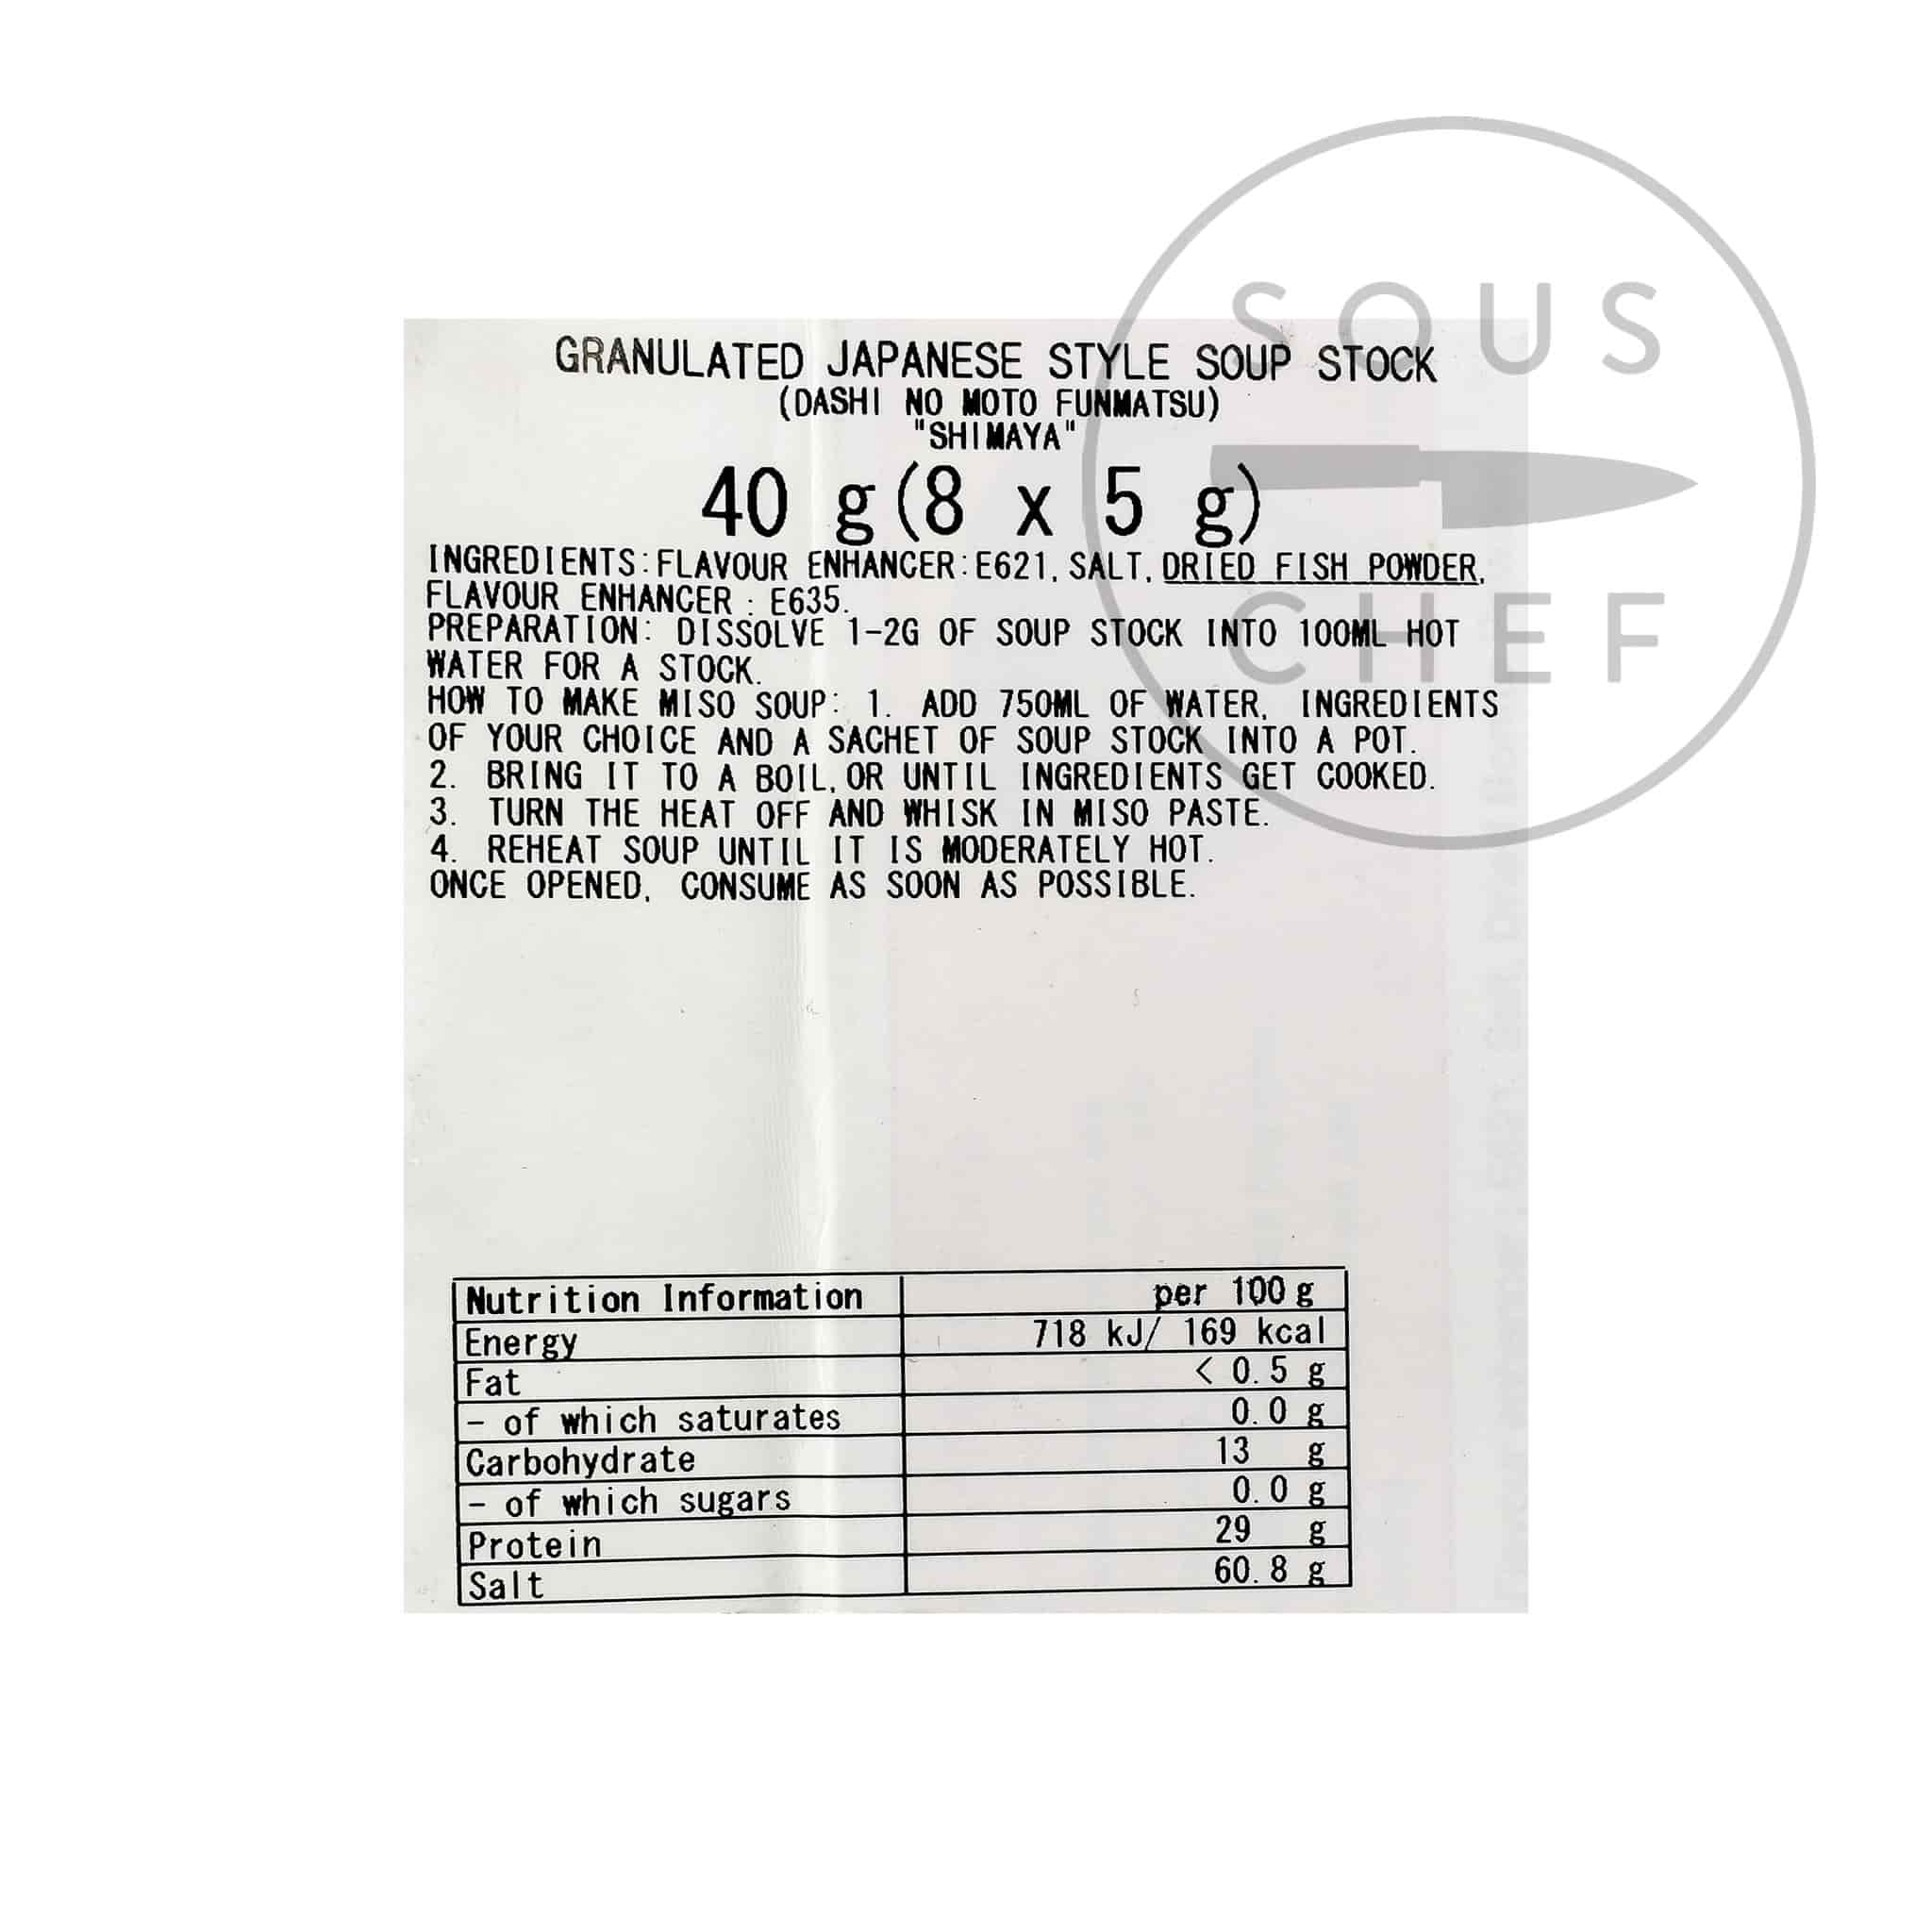 SOUS
CHEF
GRANULATED JAPANESE STYLE SOUP STOCK
(DASHI NO MOTO FUNMATSU)
"SHIMAYA"
40 g(8 x 5 g)
INGREDIENTS:FLAVOUR ENHANCER:E621, SALT, DRIED FISH POWDER,
FLAVOUR ENHANCER : E635.
PREPARATION: DISSOLVE 1-2G OF SOUP STOCK INTO 100ML HOT
WATER FOR A STOCK.
HOW TO MAKE MISO SOUP: 1. ADD 750ML OF WATER, INGREDIENTS
OF YOUR CHOICE AND A SACHET OF SOUP STOCK INTO A POT.
2. BRING IT TO A BOIL, OR UNTIL INGREDIENTS GET COOKED.
3. TURN THE HEAT OFF AND WHISK IN MISO PASTE.
4. REHEAT SOUP UNTIL IT IS MODERATELY HOT.
ONCE OPENED, CONSUME AS SOON AS POSSIBLE.
Nutrition Information per 100 g
Energy 718 kJ/ 169 kcal
Fat < 0.5 g
- of which saturates 0.0 g
Carbohydrate 13 g
- of which sugars 0.0 g
Protein 29 g
Salt 60.8 g